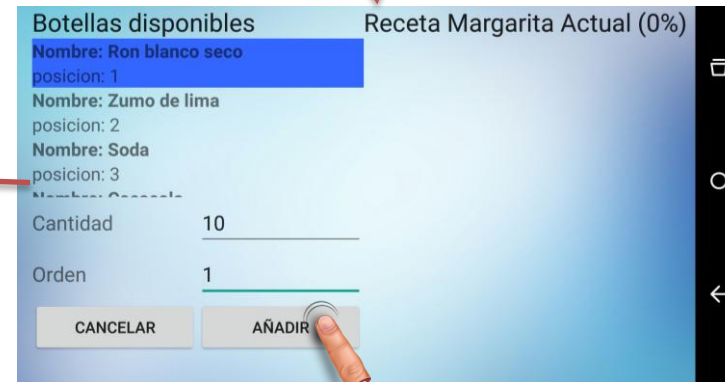 Botellas disponibles
Nombre: Ron blanco seco
posicion: 1
Nombre: Zumo de lima
posicion: 2
Nombre: Soda
posicion: 3
Cantidad 10
Orden 1
CANCELAR AÑADIR
Receta Margarita Actual (0%)